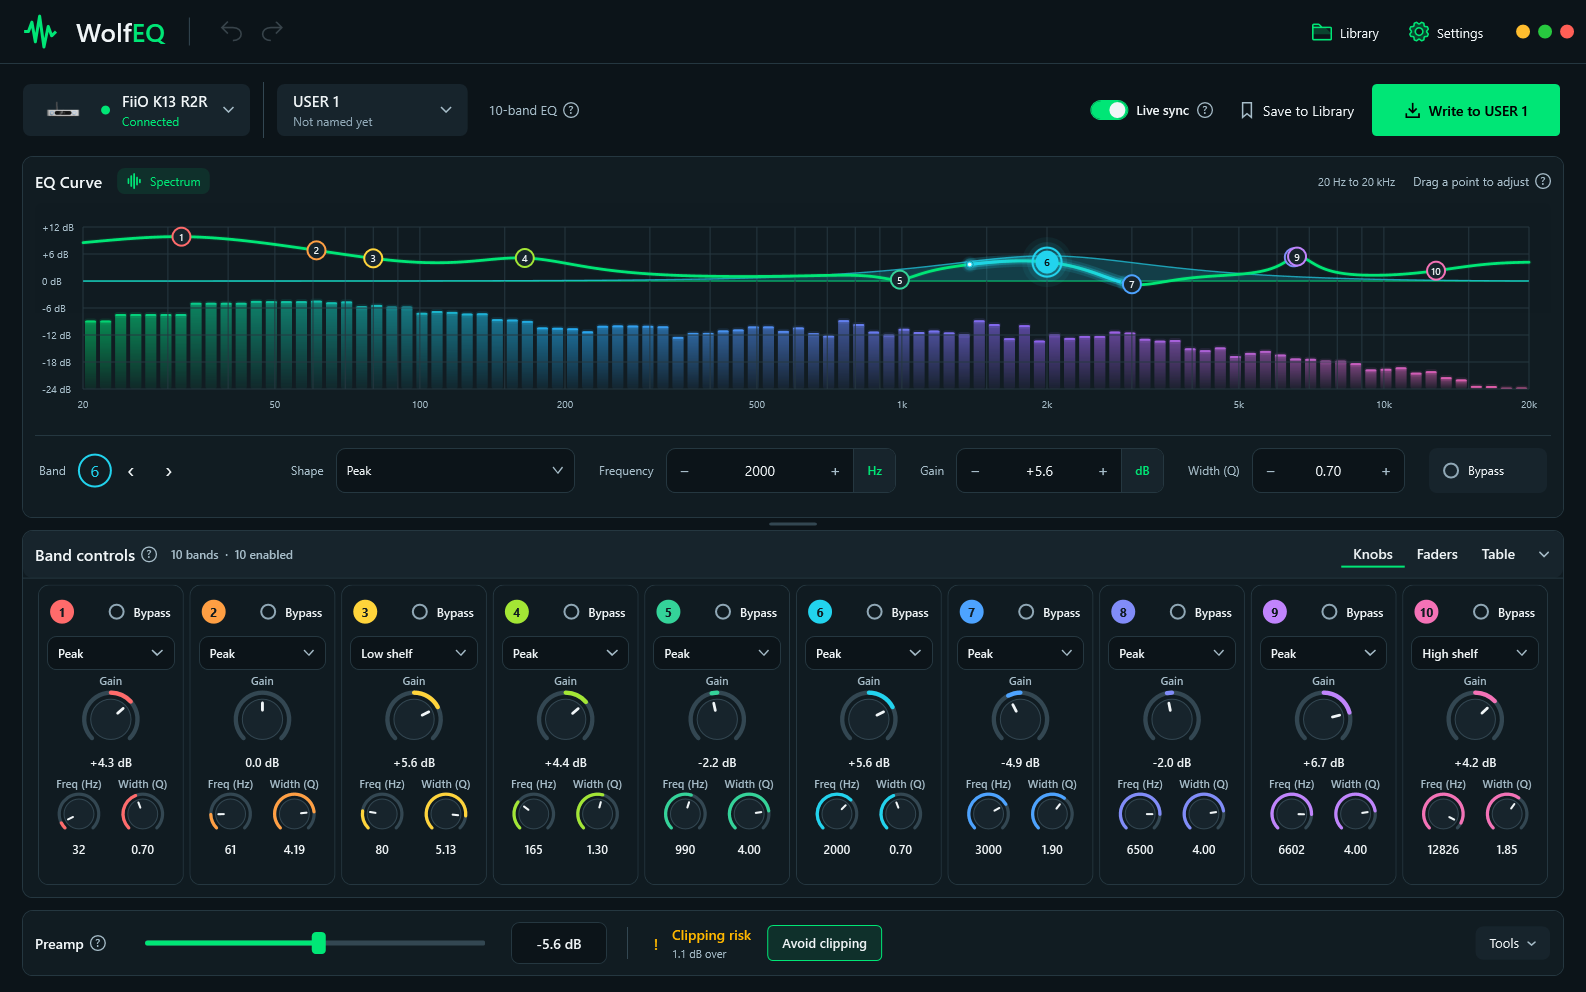 WolfEQ
Library
Settings
FiiO K13 R2R
Connected
USER 1
Not named yet
10-band EQ ?
Live sync ?
Save to Library
Write to USER 1
EQ Curve
Spectrum
20 Hz to 20 kHz
Drag a point to adjust ?
+12 dB
+6 dB
0 dB
-6 dB
-12 dB
-18 dB
-24 dB
1 2 3 4 5 6 7 9 10
20 50 100 200 500 1k 2k 5k 10k 20k
Band 6 Shape Peak Frequency − 2000 + Hz Gain − +5.6 + dB Width (Q) − 0.70 + Bypass
Band controls ? 10 bands · 10 enabled
Knobs Faders Table
1 Bypass
Peak
Gain
+4.3 dB
Freq (Hz) Width (Q)
32 0.70
2 Bypass
Peak
Gain
0.0 dB
Freq (Hz) Width (Q)
61 4.19
3 Bypass
Low shelf
Gain
+5.6 dB
Freq (Hz) Width (Q)
80 5.13
4 Bypass
Peak
Gain
+4.4 dB
Freq (Hz) Width (Q)
165 1.30
5 Bypass
Peak
Gain
-2.2 dB
Freq (Hz) Width (Q)
990 4.00
6 Bypass
Peak
Gain
+5.6 dB
Freq (Hz) Width (Q)
2000 0.70
7 Bypass
Peak
Gain
-4.9 dB
Freq (Hz) Width (Q)
3000 1.90
8 Bypass
Peak
Gain
-2.0 dB
Freq (Hz) Width (Q)
6500 4.00
9 Bypass
Peak
Gain
+6.7 dB
Freq (Hz) Width (Q)
6602 4.00
10 Bypass
High shelf
Gain
+4.2 dB
Freq (Hz) Width (Q)
12826 1.85
Preamp ?
-5.6 dB
! Clipping risk
1.1 dB over
Avoid clipping
Tools